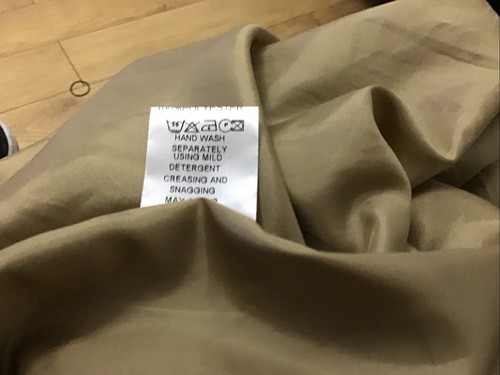 HAND WASH
SEPARATELY
USING MILD
DETERGENT
CREASING AND
SNAGGING